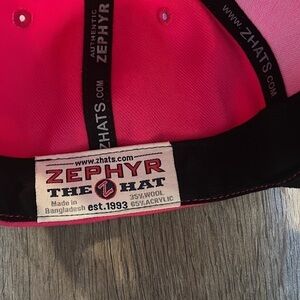 AUTHENTIC
ZEPHYR
ZHATS.COM
WWW.ZHATS.COM
www.zhats.com
ZEPHYR
THE Z HAT
Made in
Bangladesh
est.1993
35%WOOL
65%ACRYLIC